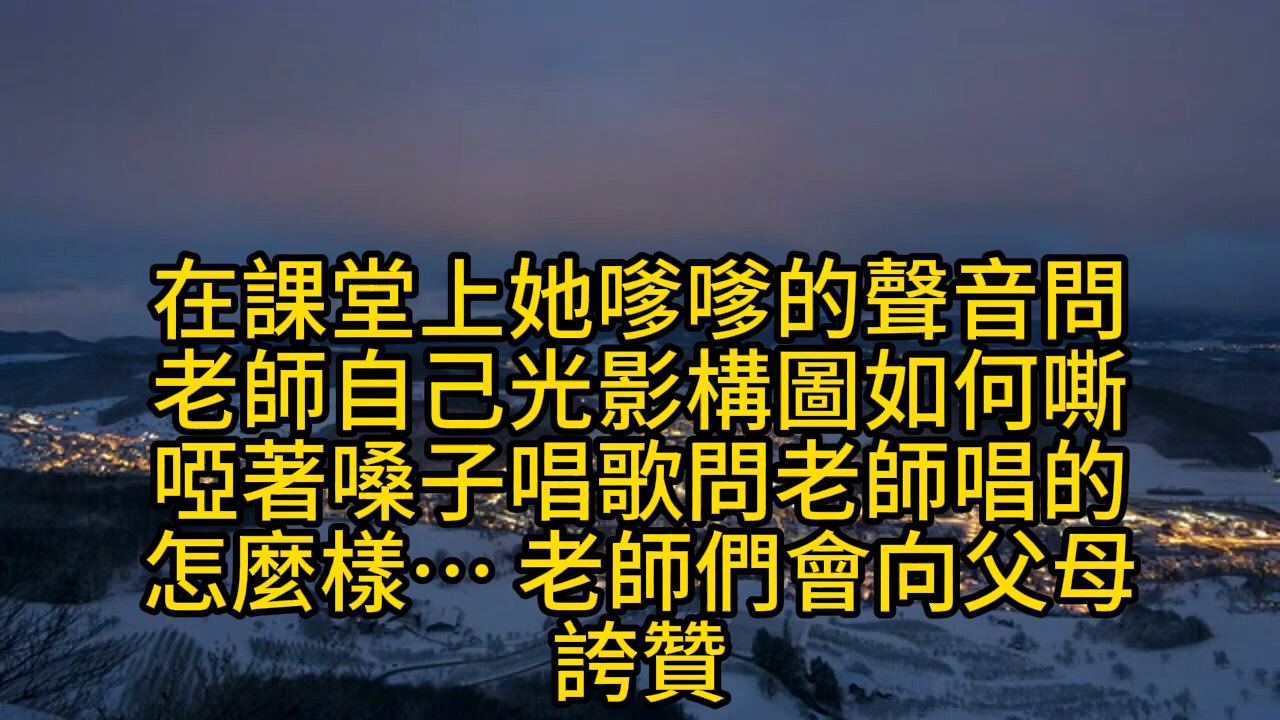 在課堂上她嗲嗲的聲音問
老師自己光影構圖如何嘶
啞著嗓子唱歌問老師唱的
怎麼樣… 老師們會向父母
誇贊